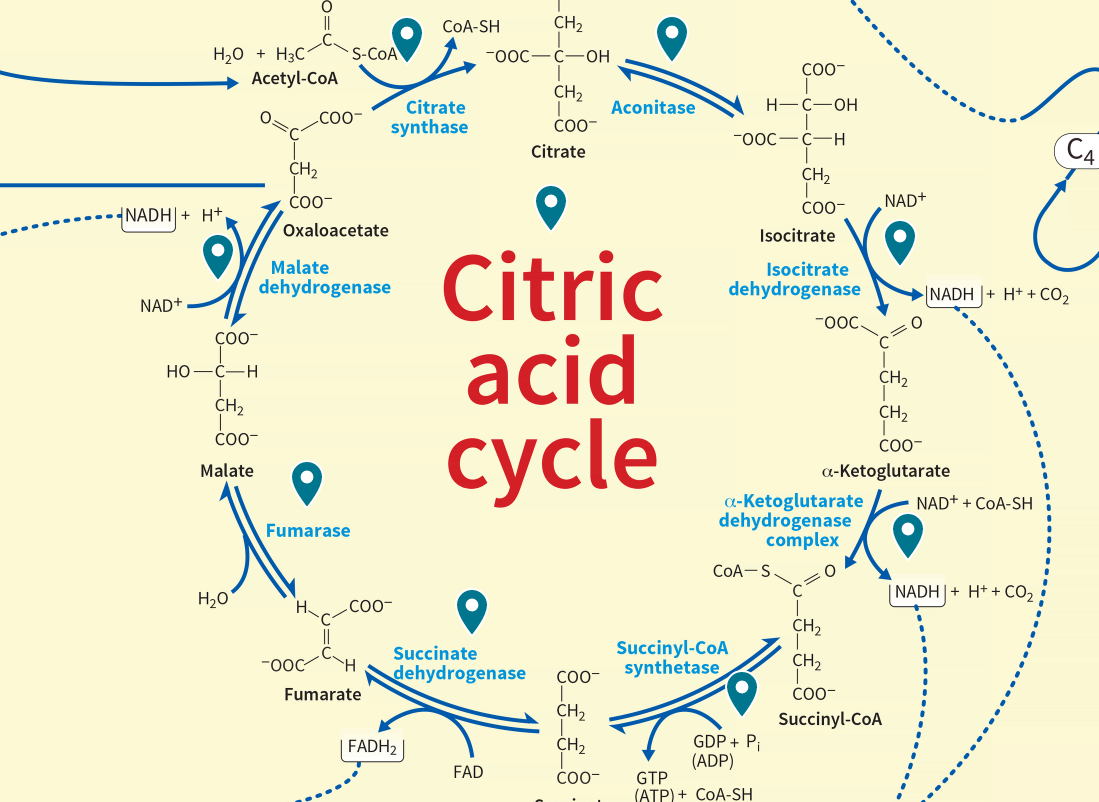 O
C
H₂O + H₃C
S-CoA
Acetyl-CoA
CoA-SH
Citrate
synthase
CH₂
⁻OOC
C
OH
CH₂
COO⁻
Citrate
Aconitase
COO⁻
H
C
OH
⁻OOC
C
H
CH₂
COO⁻
Isocitrate
C₄
NAD⁺
Isocitrate
dehydrogenase
NADH + H⁺ + CO₂
⁻OOC
C
O
CH₂
CH₂
COO⁻
α-Ketoglutarate
α-Ketoglutarate
dehydrogenase
complex
NAD⁺ + CoA-SH
NADH + H⁺ + CO₂
CoA
S
C
O
CH₂
CH₂
COO⁻
Succinyl-CoA
Succinyl-CoA
synthetase
GDP + Pᵢ
(ADP)
GTP
(ATP) + CoA-SH
COO⁻
CH₂
CH₂
COO⁻
Succinate
dehydrogenase
FAD
FADH₂
H
C
COO⁻
⁻OOC
C
H
Fumarate
Fumarase
H₂O
COO⁻
HO
C
H
CH₂
COO⁻
Malate
Malate
dehydrogenase
NAD⁺
NADH + H⁺
O
C
COO⁻
CH₂
COO⁻
Oxaloacetate
Citric
acid
cycle